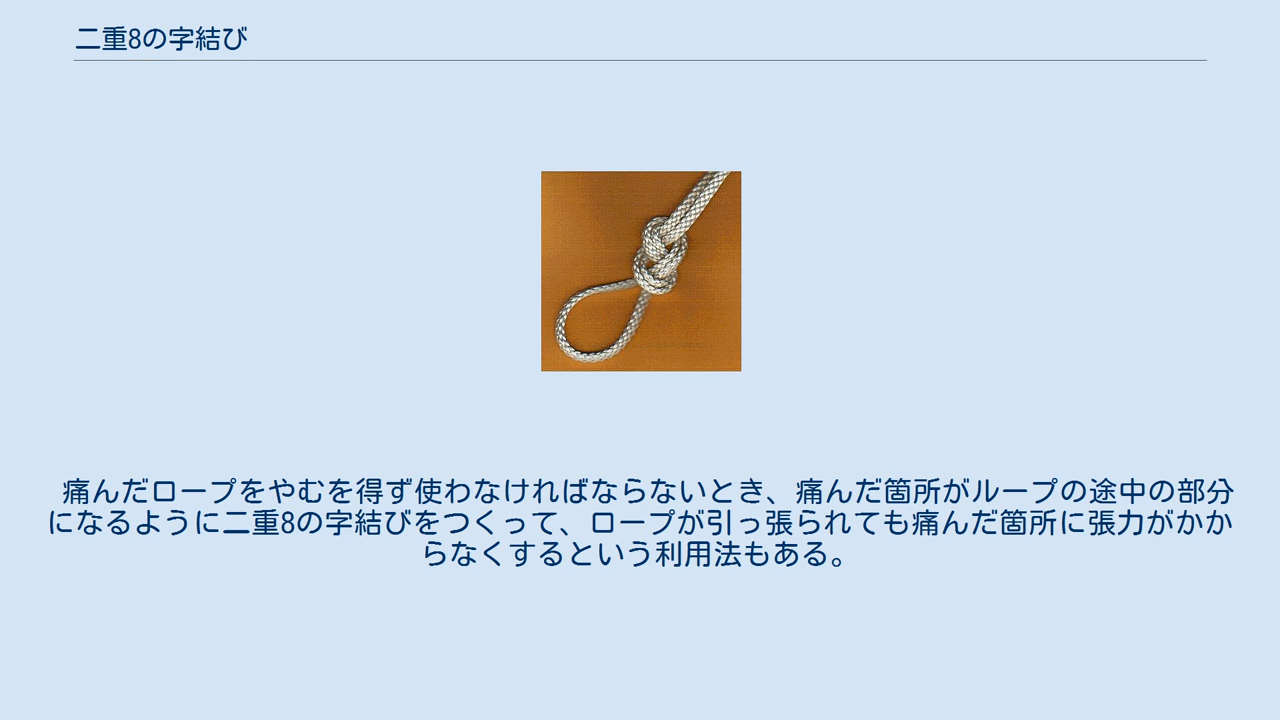 二重8の字結び
痛んだロープをやむを得ず使わなければならないとき、痛んだ箇所がループの途中の部分
になるように二重8の字結びをつくって、ロープが引っ張られても痛んだ箇所に張力がかか
らなくするという利用法もある。